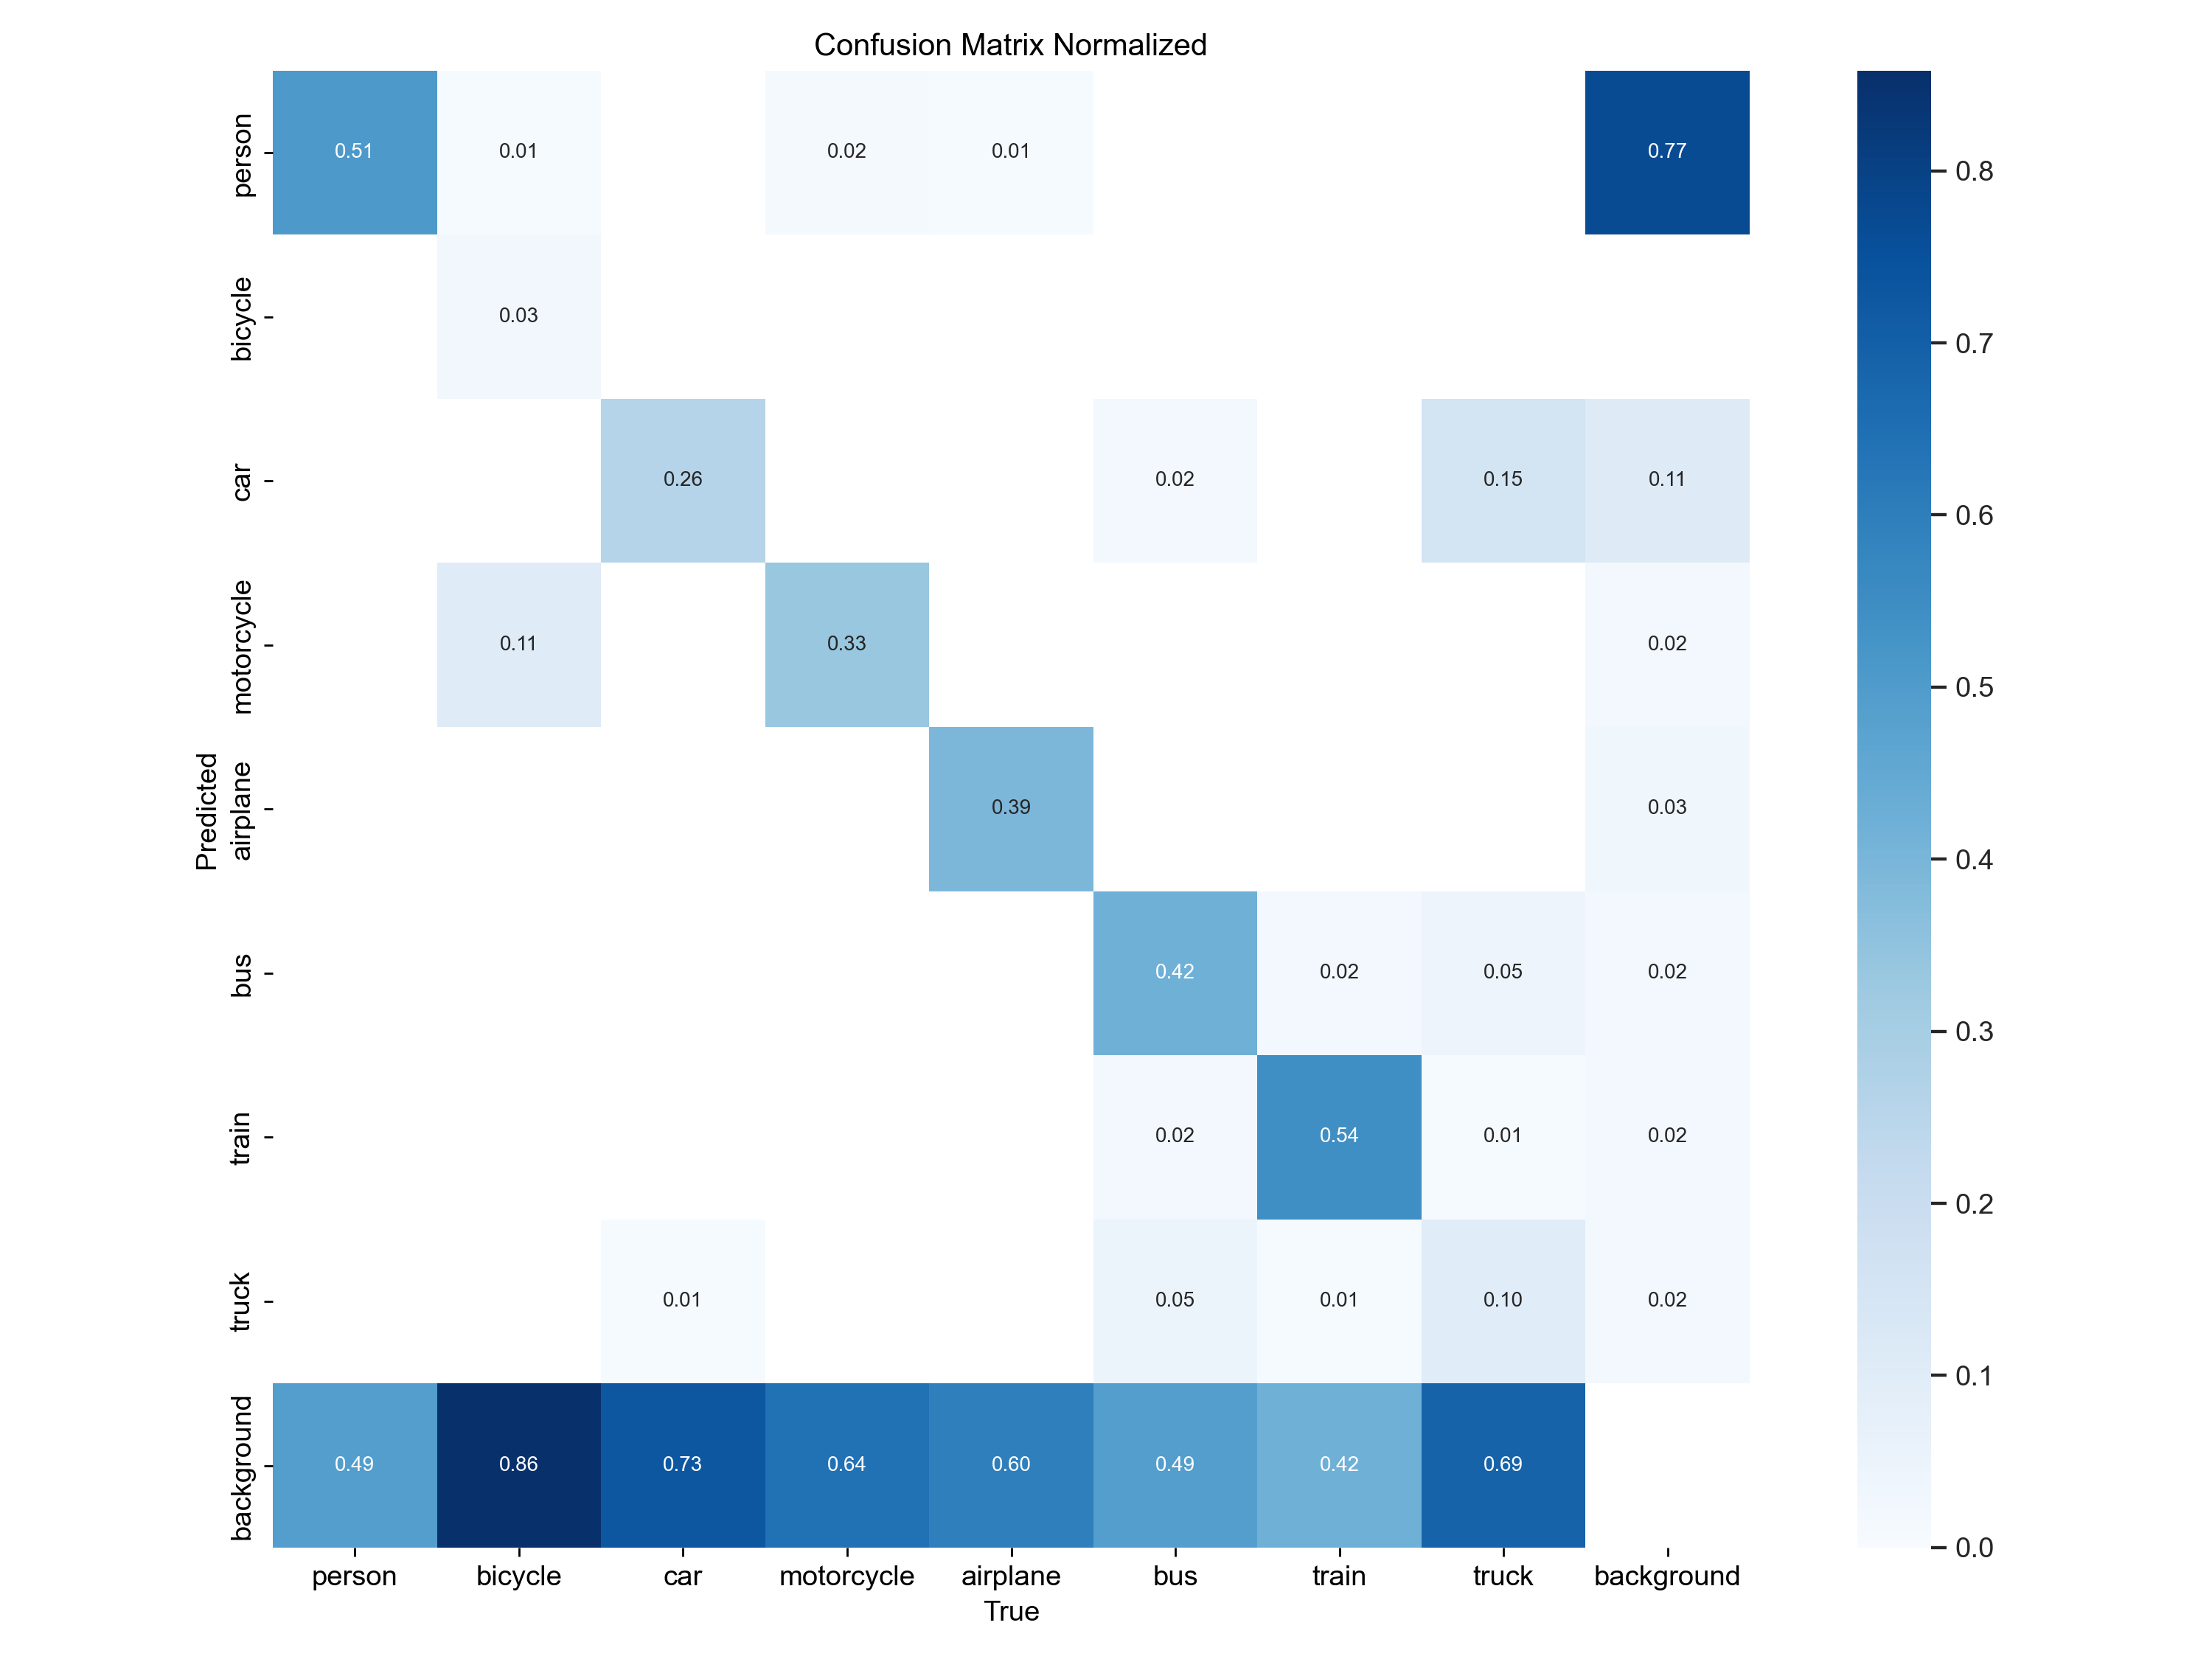 Confusion Matrix Normalized
person 0.51 0.01 0.02 0.01 0.77
bicycle 0.03
car 0.26 0.02 0.15 0.11
motorcycle 0.11 0.33 0.02
airplane 0.39 0.03
bus 0.42 0.02 0.05 0.02
train 0.02 0.54 0.01 0.02
truck 0.01 0.05 0.01 0.10 0.02
background 0.49 0.86 0.73 0.64 0.60 0.49 0.42 0.69
Predicted
person bicycle car motorcycle airplane bus train truck background
True
0.8
0.7
0.6
0.5
0.4
0.3
0.2
0.1
0.0